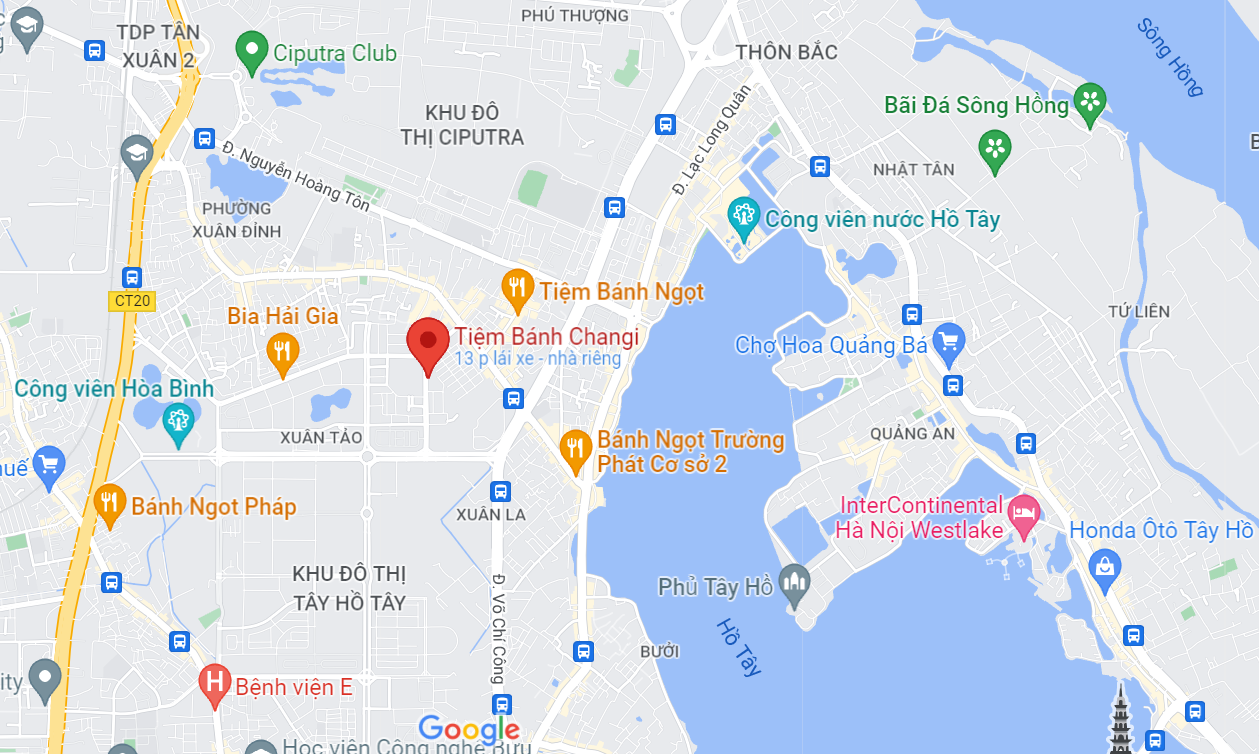 PHÚ THƯỢNG
TDP TÂN
XUÂN 2
Ciputra Club
THÔN BẮC
Sông Hồng
KHU ĐÔ
THỊ CIPUTRA
Bãi Đá Sông Hồng
Đ. Lạc Long Quân
Đ. Nguyễn Hoàng Tôn
NHẬT TÂN
PHƯỜNG
XUÂN ĐỈNH
Công viên nước Hồ Tây
CT20
Tiệm Bánh Ngọt
Bia Hải Gia
TỨ LIÊN
Tiệm Bánh Changi
13 p lái xe - nhà riêng
Chợ Hoa Quảng Bá
Công viên Hòa Bình
XUÂN TẢO
QUẢNG AN
Bánh Ngọt Trường
Phát Cơ sở 2
huế
Bánh Ngot Pháp
XUÂN LA
InterContinental
Hà Nội Westlake
Honda Ôtô Tây Hồ
KHU ĐÔ THỊ
TÂY HỒ TÂY
Phủ Tây Hồ
Đ. Võ Chí Công
Hồ Tây
BƯỞI
ity
H
Bệnh viện E
Google
Học viện Công nghệ Bưu